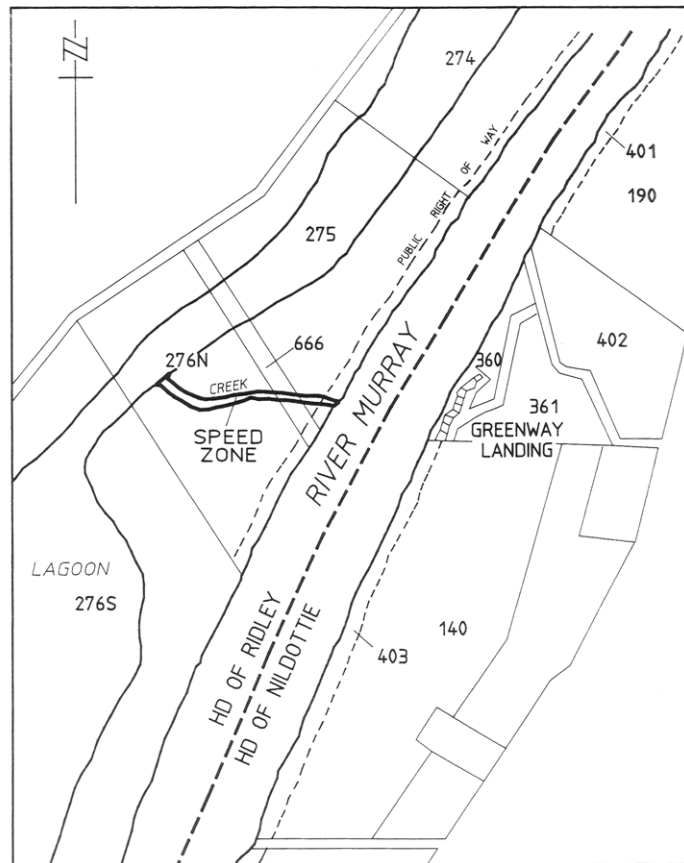 N
274
PUBLIC RIGHT OF WAY
401
190
275
402
666
276N
360
CREEK
361
SPEED
ZONE
GREENWAY
LANDING
RIVER MURRAY
LAGOON
276S
HD OF RIDLEY
HD OF NILDOTTIE
140
403